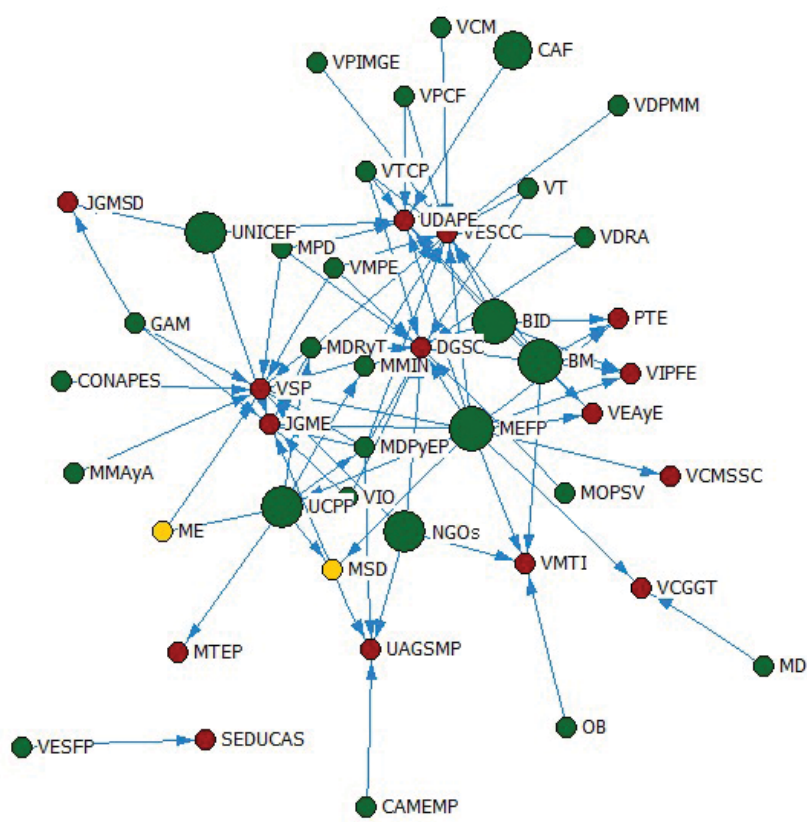 VCM
CAF
VPIMGE
VPCF
VDPMM
VTCP
VT
JGMSD
UDAPE
UNICEF
VESCC
VDRA
MPD
VMPE
GAM
BID
PTE
MDRyT
DGSC
BM
MMIN
VIPFE
CONAPES
VSP
VEAyE
JGME
MEFP
MDPyEP
MMAyA
VCMSSC
MOPSV
VIO
UCPP
ME
NGOs
MSD
VMTI
VCGGT
MTEP
UAGSMP
MD
OB
SEDUCAS
VESFP
CAMEMP